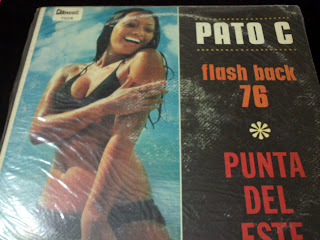 PATO C
flash back
76
PUNTA
DEL
ESTE